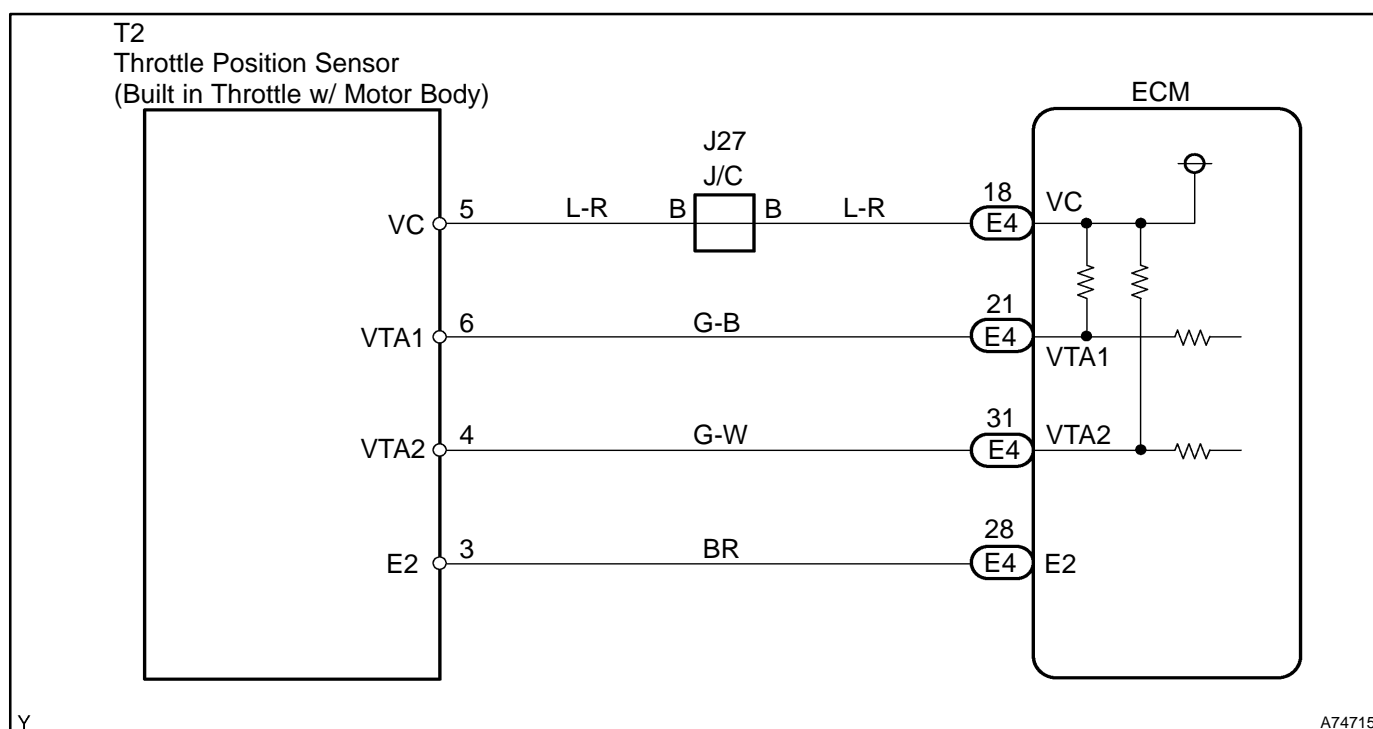 T2
Throttle Position Sensor
(Built in Throttle w/ Motor Body)
ECM
J27
J/C
VC 5 L-R B B L-R 18 E4 VC
VTA1 6 G-B 21 E4 VTA1
VTA2 4 G-W 31 E4 VTA2
E2 3 BR 28 E4 E2
Y
A74715